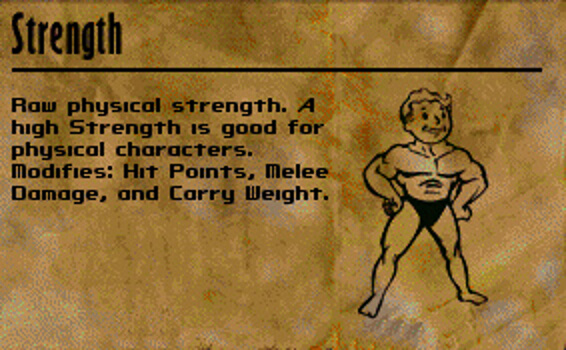 Strength
Raw physical strength. A
high Strength is good for
physical characters.
Modifies: Hit Points, Melee
Damage, and Carry Weight.